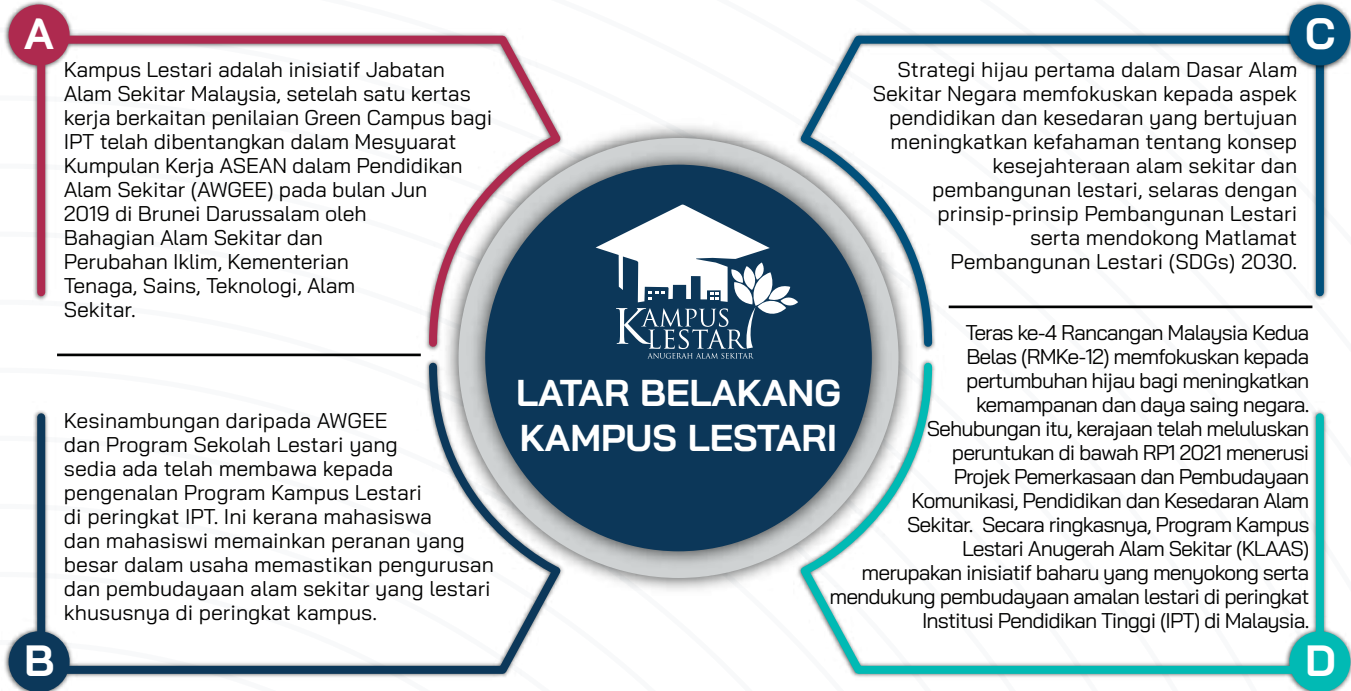 A
Kampus Lestari adalah inisiatif Jabatan
Alam Sekitar Malaysia, setelah satu kertas
kerja berkaitan penilaian Green Campus bagi
IPT telah dibentangkan dalam Mesyuarat
Kumpulan Kerja ASEAN dalam Pendidikan
Alam Sekitar (AWGEE) pada bulan Jun
2019 di Brunei Darussalam oleh
Bahagian Alam Sekitar dan
Perubahan Iklim, Kementerian
Tenaga, Sains, Teknologi, Alam
Sekitar.
B
Kesinambungan daripada AWGEE
dan Program Sekolah Lestari yang
sedia ada telah membawa kepada
pengenalan Program Kampus Lestari
di peringkat IPT. Ini kerana mahasiswa
dan mahasiswi memainkan peranan yang
besar dalam usaha memastikan pengurusan
dan pembudayaan alam sekitar yang lestari
khususnya di peringkat kampus.
KAMPUS
LESTARI
ANUGERAH ALAM SEKITAR
LATAR BELAKANG
KAMPUS LESTARI
C
Strategi hijau pertama dalam Dasar Alam
Sekitar Negara memfokuskan kepada aspek
pendidikan dan kesedaran yang bertujuan
meningkatkan kefahaman tentang konsep
kesejahteraan alam sekitar dan
pembangunan lestari, selaras dengan
prinsip-prinsip Pembangunan Lestari
serta mendokong Matlamat
Pembangunan Lestari (SDGs) 2030.
D
Teras ke-4 Rancangan Malaysia Kedua
Belas (RMKe-12) memfokuskan kepada
pertumbuhan hijau bagi meningkatkan
kemampanan dan daya saing negara.
Sehubungan itu, kerajaan telah meluluskan
peruntukan di bawah RP1 2021 menerusi
Projek Pemerkasaan dan Pembudayaan
Komunikasi, Pendidikan dan Kesedaran Alam
Sekitar. Secara ringkasnya, Program Kampus
Lestari Anugerah Alam Sekitar (KLAAS)
merupakan inisiatif baharu yang menyokong serta
mendukung pembudayaan amalan lestari di peringkat
Institusi Pendidikan Tinggi (IPT) di Malaysia.